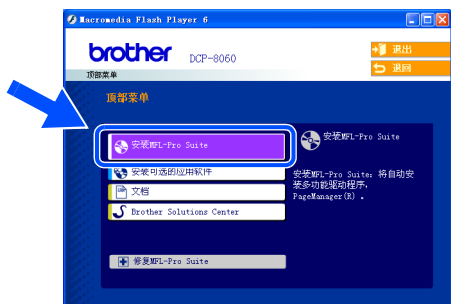 Macromedia Flash Player 6
brother DCP-8060
退出
返回
顶部菜单
顶部菜单
安装MFL-Pro Suite
安装可选的应用软件
文档
Brother Solutions Center
修复MFL-Pro Suite
安装MFL-Pro Suite
安装MFL-Pro Suite: 将自动安
装多功能驱动程序,
PageManager(R) 。